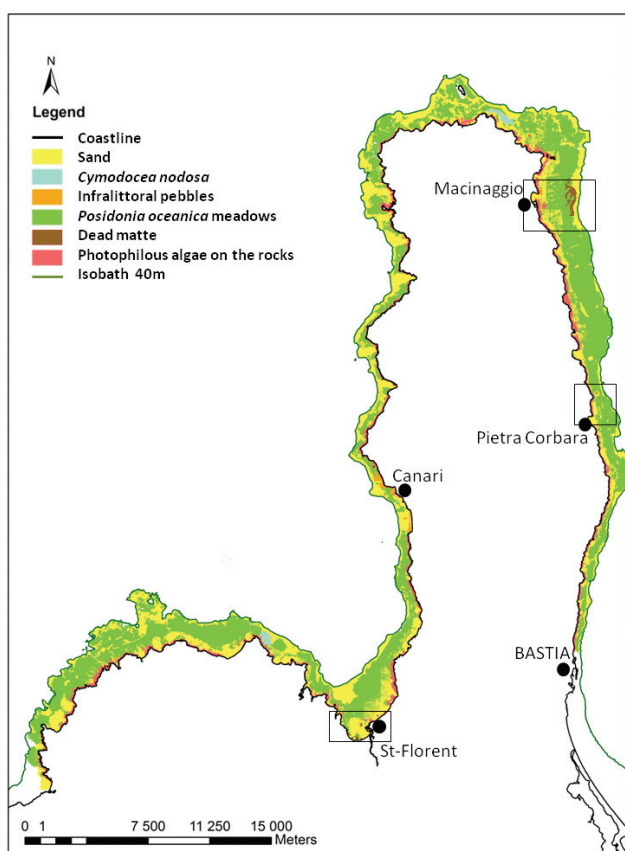 N
Legend
Coastline
Sand
Cymodocea nodosa
Infralittoral pebbles
Posidonia oceanica meadows
Dead matte
Photophilous algae on the rocks
Isobath 40m
Macinaggio
Pietra Corbara
Canari
BASTIA
St-Florent
0 1 7 500 11 250 15 000
Meters